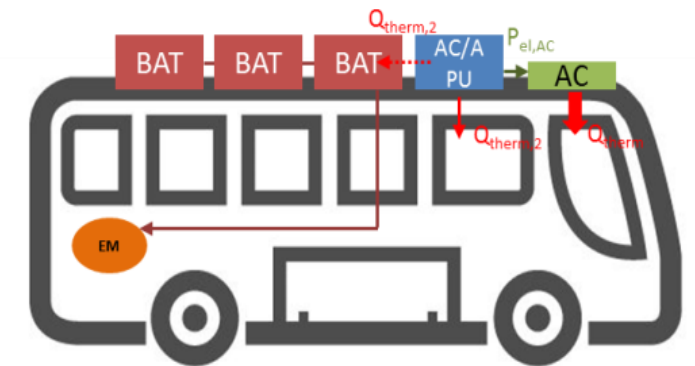 Qtherm,2
BAT
BAT
BAT
AC/A
PU
Pel,AC
AC
Qtherm,2
Qtherm
EM